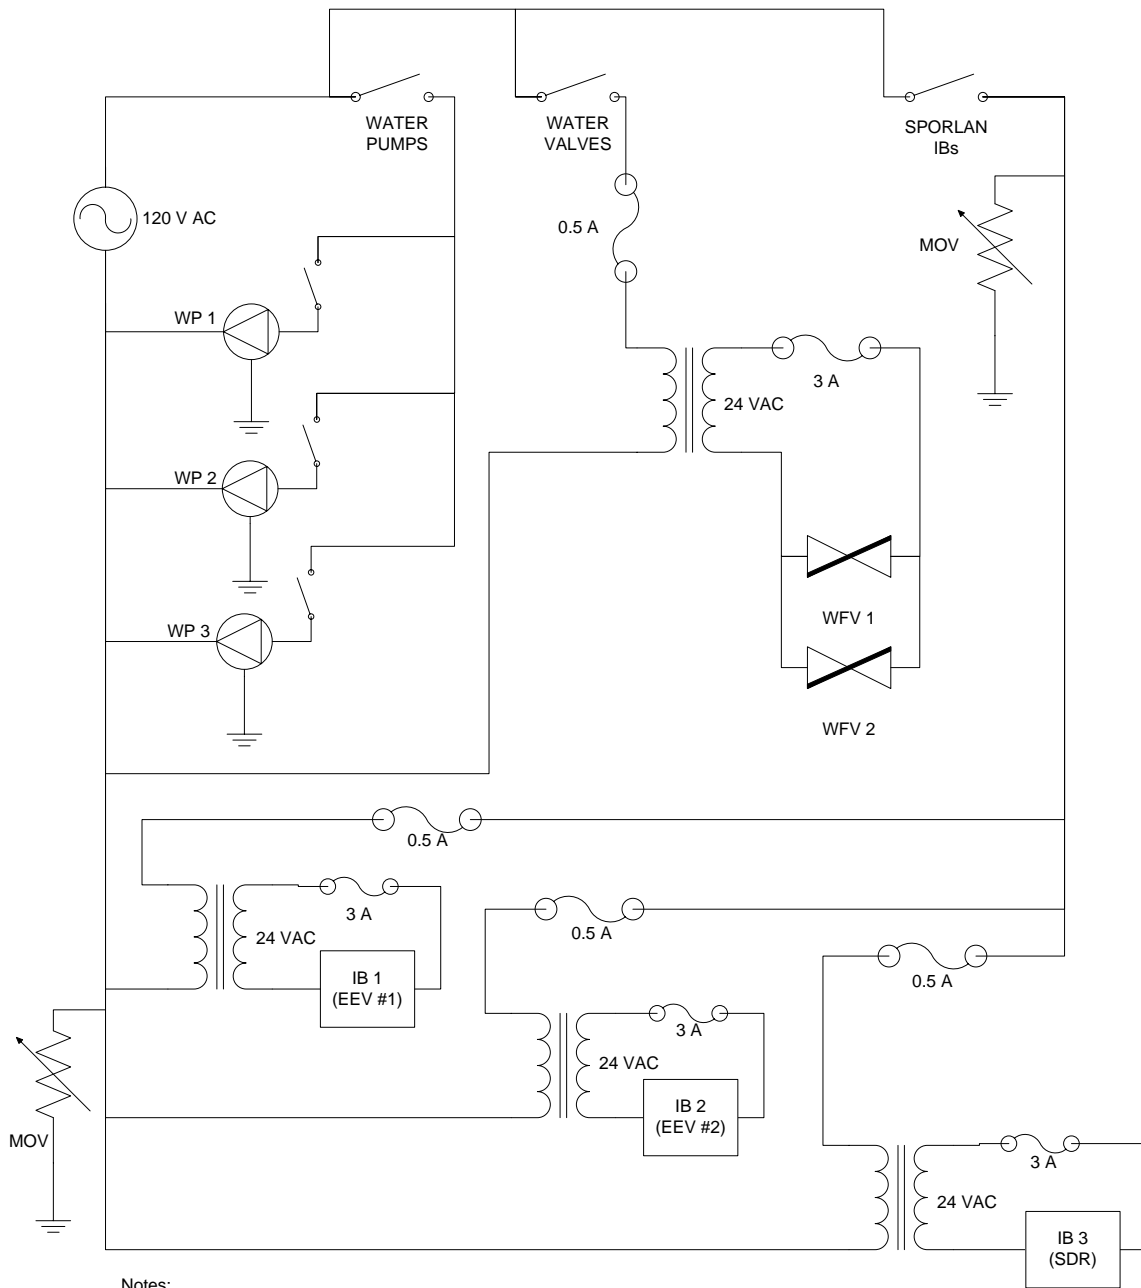 WATER
PUMPS
WATER
VALVES
SPORLAN
IBs
120 V AC
0.5 A
MOV
WP 1
3 A
24 VAC
WP 2
WFV 1
WP 3
WFV 2
0.5 A
3 A
24 VAC
0.5 A
IB 1
(EEV #1)
0.5 A
3 A
24 VAC
IB 2
(EEV #2)
MOV
3 A
24 VAC
IB 3
(SDR)
Notes: